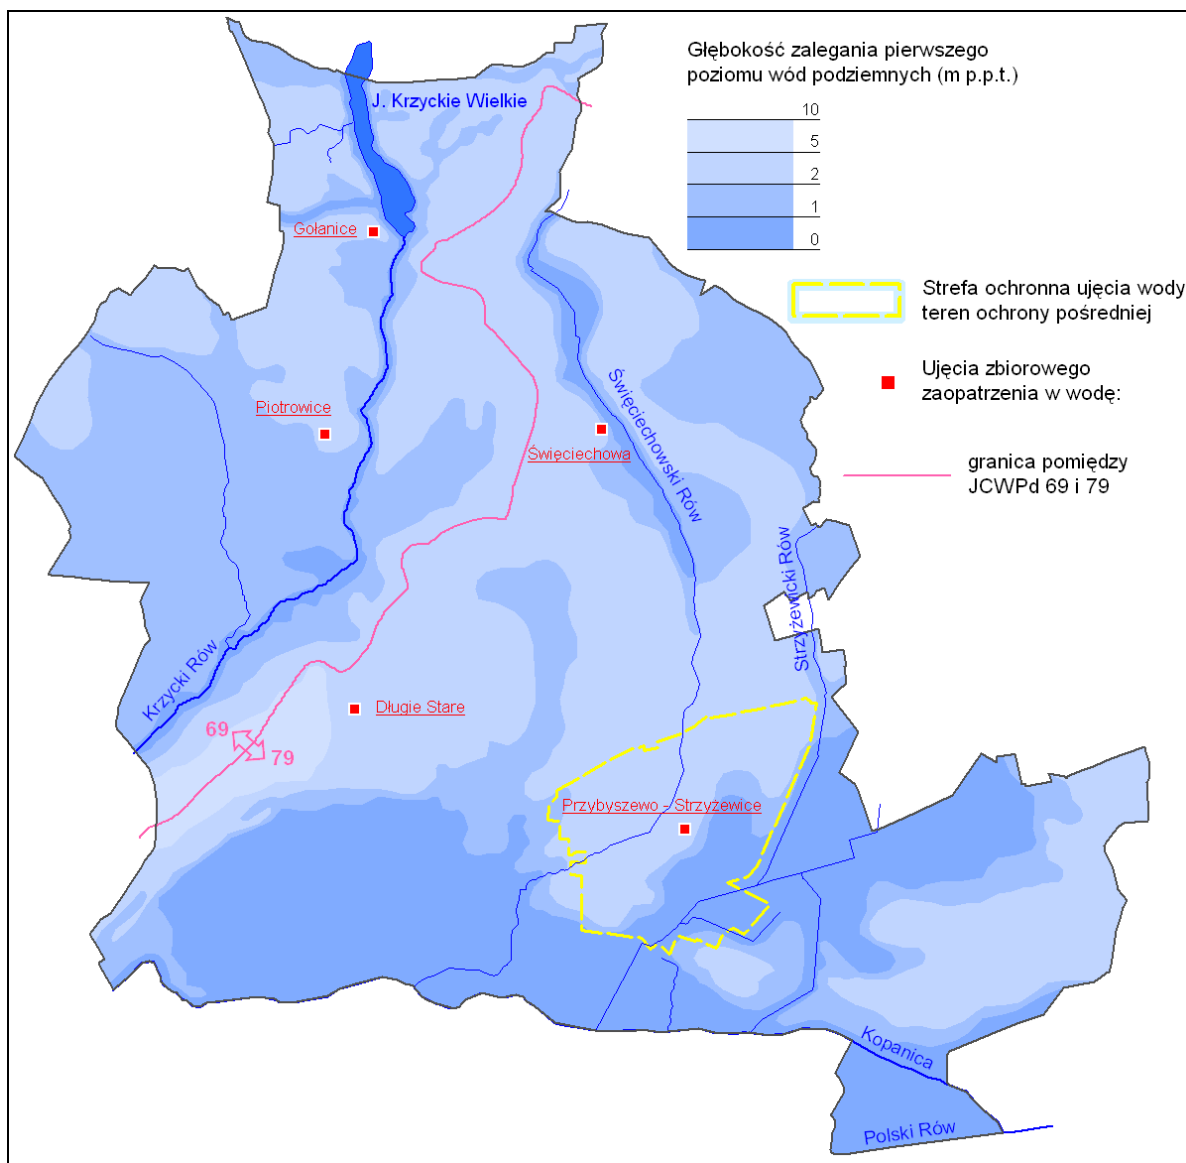 Głębokość zalegania pierwszego
poziomu wód podziemnych (m p.p.t.)
10
5
2
1
0
Strefa ochronna ujęcia wody
teren ochrony pośredniej
Ujęcia zbiorowego
zaopatrzenia w wodę:
granica pomiędzy
JCWPd 69 i 79
J. Krzyckie Wielkie
Gołanice
Piotrowice
Święciechowa
Święciechowski Rów
Strzyżewicki Rów
Krzycki Rów
Długie Stare
69
79
Przybyszewo - Strzyżewice
Kopanica
Polski Rów